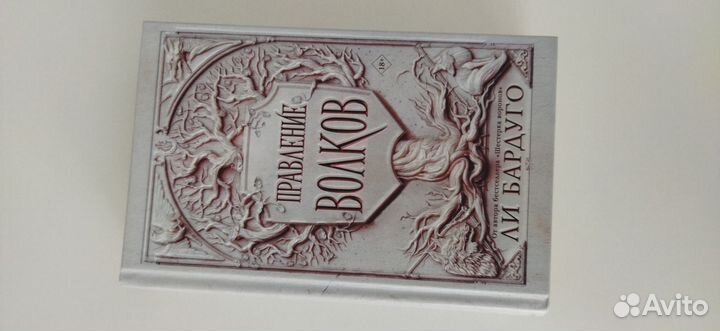 18+
ПРАВЛЕНИЕ
ВОЛКОВ
От автора бестселлера «Шестерка воронов»
ЛИ БАРДУГО
Avito